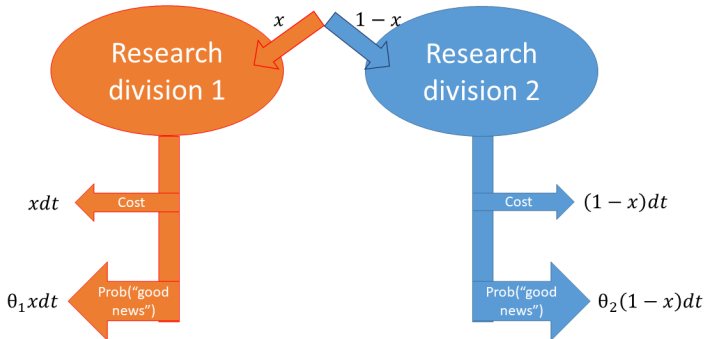 x
1 − x
Research
division 1
Research
division 2
xdt
Cost
Cost
(1 − x)dt
θ₁xdt
Prob("good
news")
Prob("good
news")
θ₂(1 − x)dt